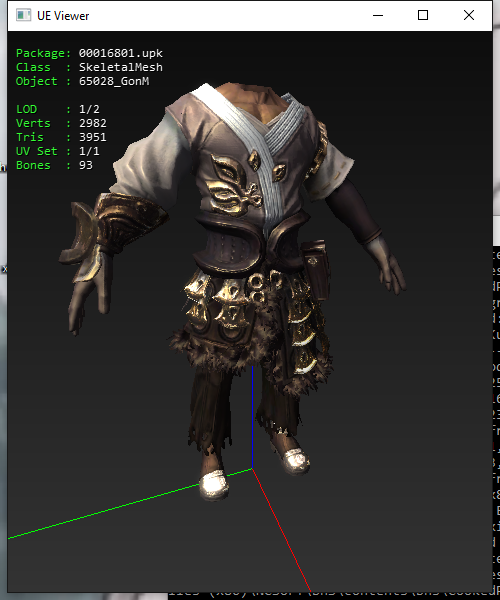 UE Viewer
Package: 00016801.upk
Class : SkeletalMesh
Object : 65028_GonM
LOD : 1/2
Verts : 2982
Tris : 3951
UV Set : 1/1
Bones : 93